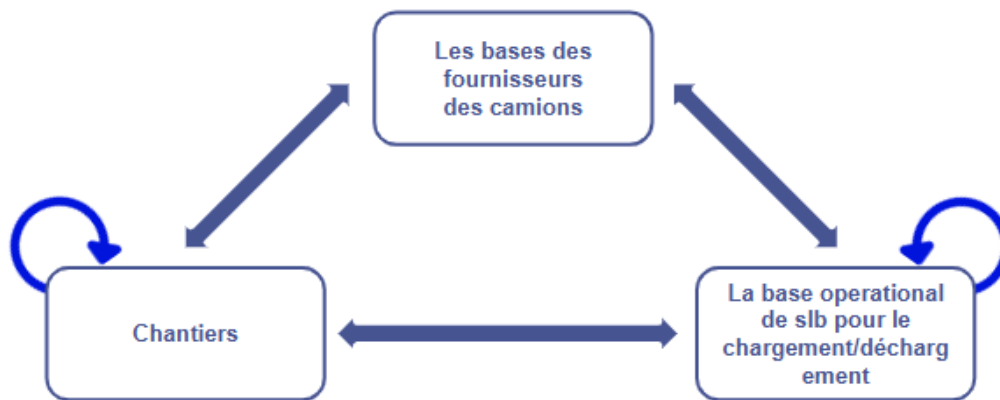 Les bases des
fournisseurs
des camions
Chantiers
La base operational
de slb pour le
chargement/décharg
ement